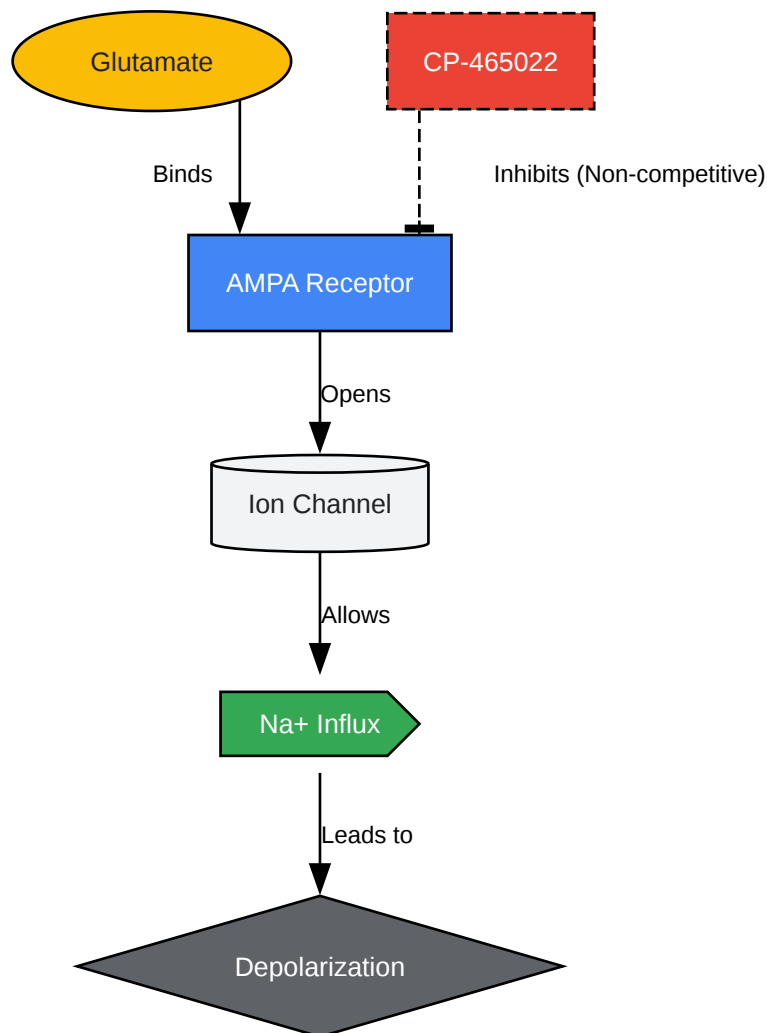 Glutamate
CP-465022
Binds
Inhibits (Non-competitive)
AMPA Receptor
Opens
Ion Channel
Allows
Na+ Influx
Leads to
Depolarization